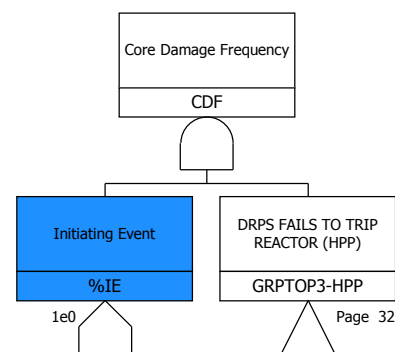 Core Damage Frequency
CDF
Initiating Event
%IE
1e0
DRPS FAILS TO TRIP
REACTOR (HPP)
GRPTOP3-HPP
Page 32